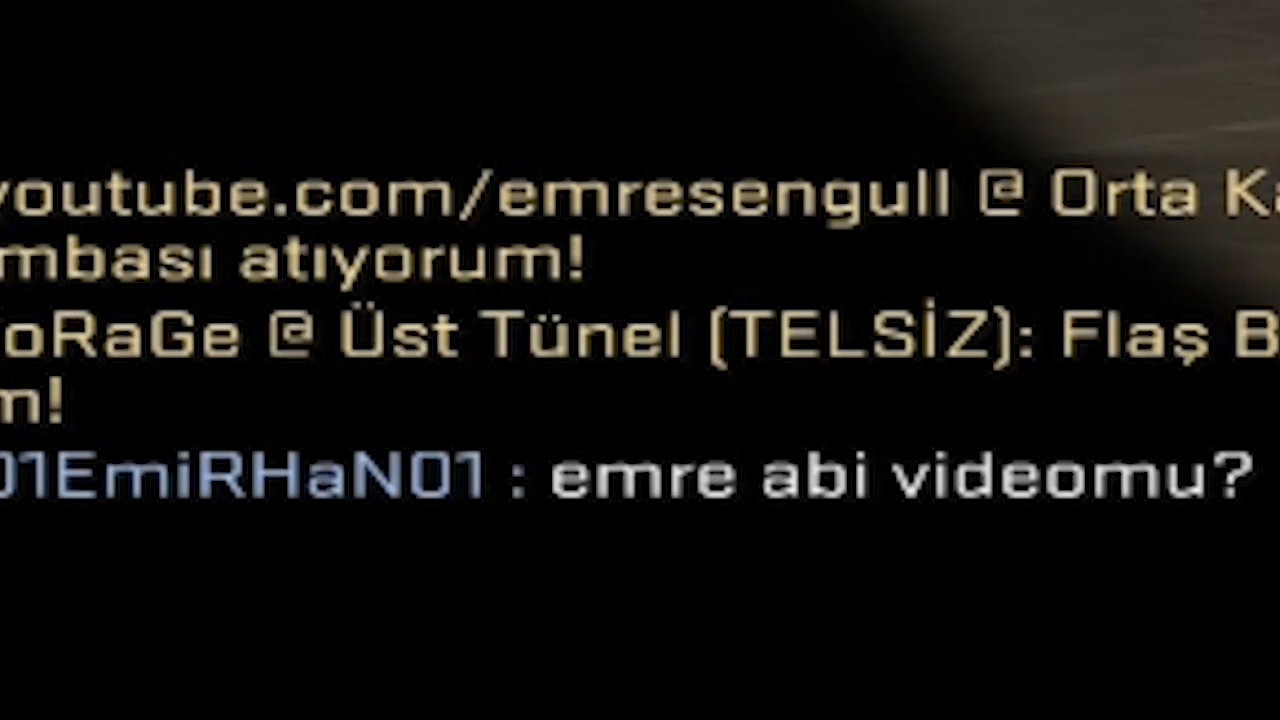 youtube.com/emresengull @ Orta K
mbası atıyorum!
oRaGe @ Üst Tünel (TELSİZ): Flaş B
m!
01EmiRHaN01 : emre abi videomu?